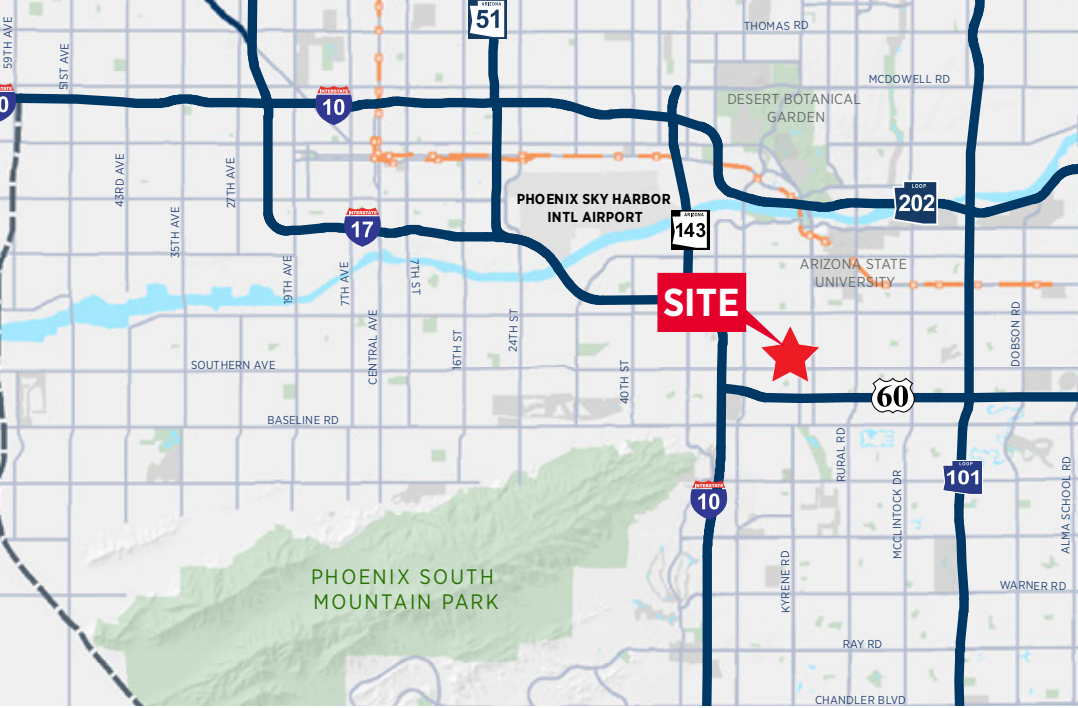 ARIZONA
51
THOMAS RD
59TH AVE
51ST AVE
MCDOWELL RD
INTERSTATE
10
0
DESERT BOTANICAL
GARDEN
43RD AVE
27TH AVE
35TH AVE
PHOENIX SKY HARBOR
INTL AIRPORT
LOOP
202
INTERSTATE
17
ARIZONA
143
19TH AVE
7TH AVE
7TH ST
ARIZONA STATE
UNIVERSITY
SITE
CENTRAL AVE
16TH ST
24TH ST
DOBSON RD
SOUTHERN AVE
40TH ST
60
BASELINE RD
RURAL RD
LOOP
101
MCCLINTOCK DR
ALMA SCHOOL RD
INTERSTATE
10
PHOENIX SOUTH
MOUNTAIN PARK
KYRENE RD
WARNER RD
RAY RD
CHANDLER BLVD